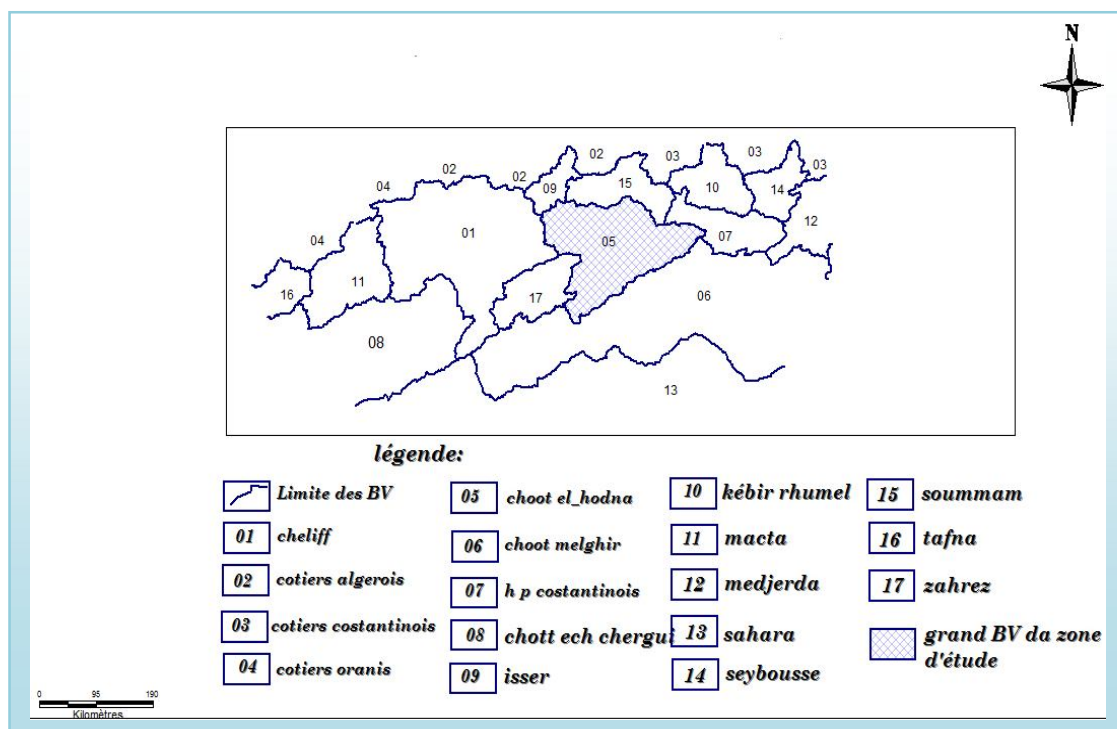 N
02
03
03
03
02
02
04
09
15
10
14
12
04
01
05
07
16
11
17
06
08
13
légende:
Limite des BV
01 cheliff
02 cotiers algerois
03 cotiers costantinois
04 cotiers oranis
05 choot el_hodna
06 choot melghir
07 h p costantinois
08 chott ech chergui
09 isser
10 kébir rhumel
11 macta
12 medjerda
13 sahara
14 seybousse
15 soummam
16 tafna
17 zahrez
grand BV da zone
d'étude
0 95 190
Kilomètres